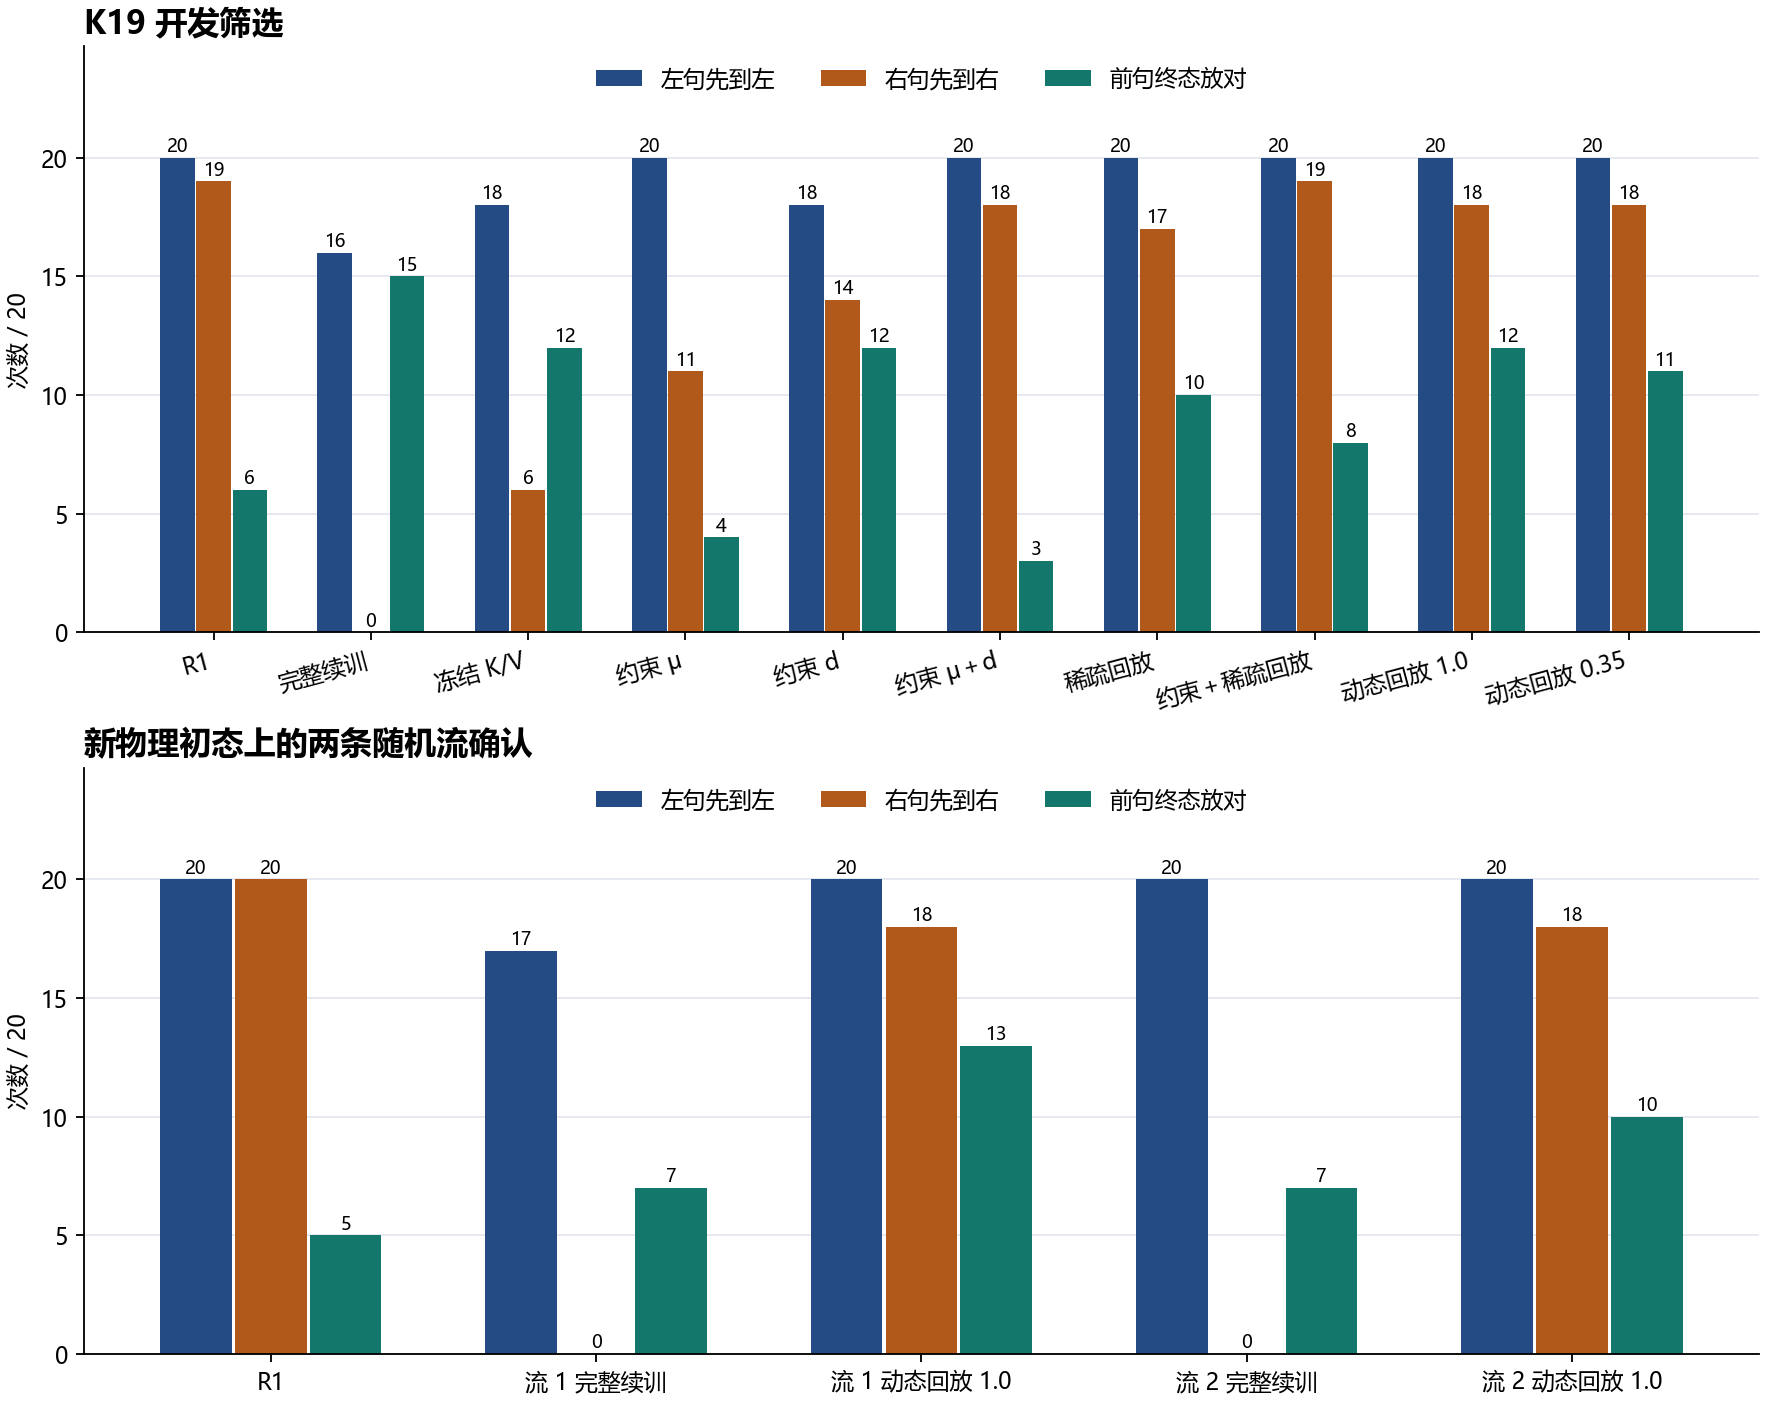 K19 开发筛选
左句先到左 右句先到右 前句终态放对
次数 / 20
20
15
10
5
0
20 19 6
16 0 15
18 6 12
20 11 4
18 14 12
20 18 3
20 17 10
20 19 8
20 18 12
20 18 11
R1 完整续训 冻结 K/V 约束 μ 约束 d 约束 μ + d 稀疏回放 约束 + 稀疏回放 动态回放 1.0 动态回放 0.35
新物理初态上的两条随机流确认
左句先到左 右句先到右 前句终态放对
次数 / 20
20
15
10
5
0
20 20 5
17 0 7
20 18 13
20 0 7
20 18 10
R1 流 1 完整续训 流 1 动态回放 1.0 流 2 完整续训 流 2 动态回放 1.0